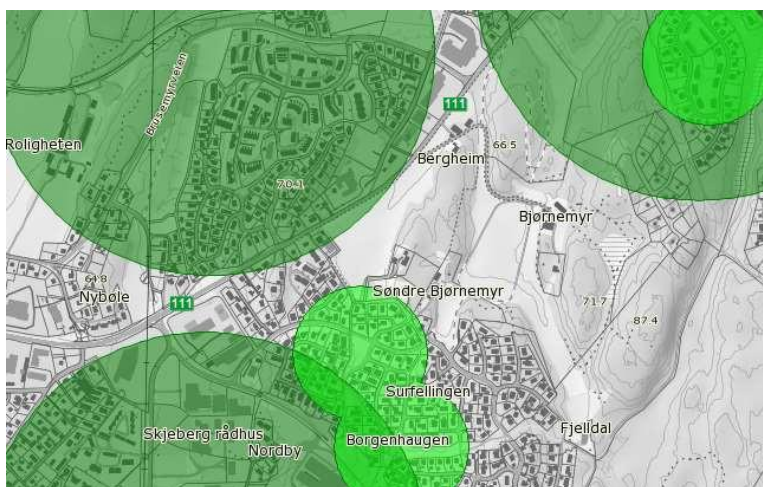 111
Brusemyrveien
Roligheten
66.5
Bergheim
70.1
Bjørnemyr
64.8
Nybøle
111
Søndre Bjørnemyr
71.7
87.4
Surfellingen
Skjeberg rådhus
Nordby
Borgenhaugen
Fjelldal